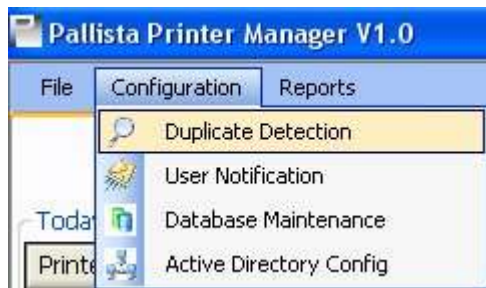 Pallista Printer Manager V1.0
File Configuration Reports
Duplicate Detection
User Notification
Database Maintenance
Active Directory Config